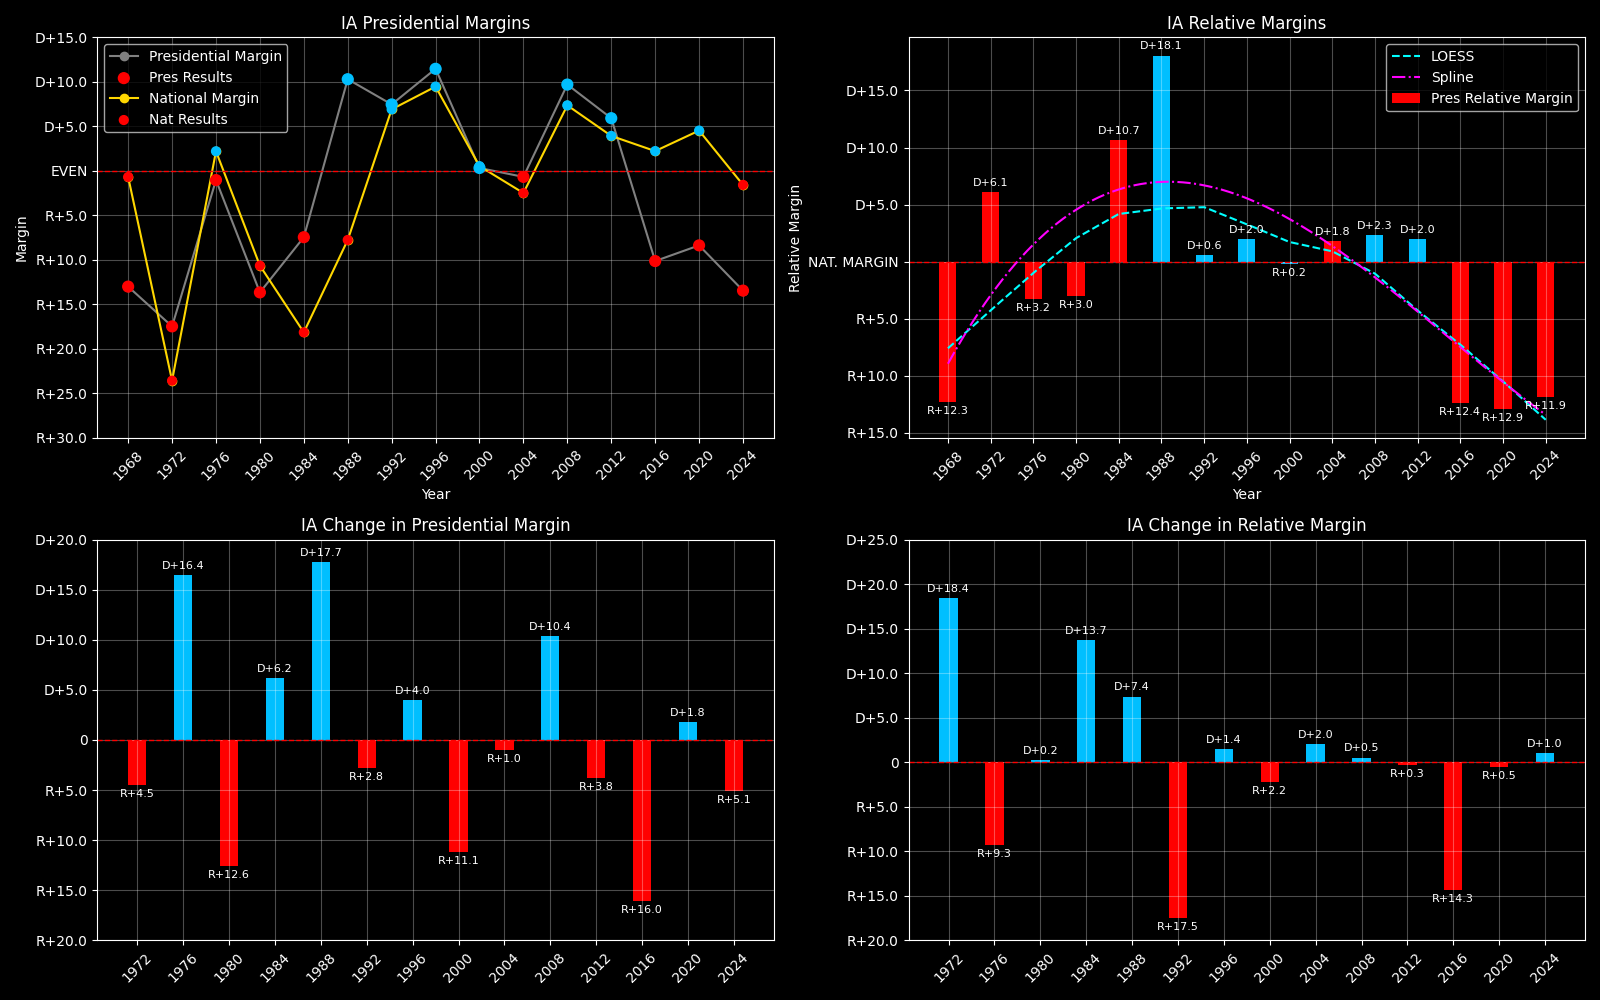 IA Presidential Margins
D+15.0
D+10.0
D+5.0
EVEN
R+5.0
R+10.0
R+15.0
R+20.0
R+25.0
R+30.0
Margin
Presidential Margin
Pres Results
National Margin
Nat Results
1968
1972
1976
1980
1984
1988
1992
1996
2000
2004
2008
2012
2016
2020
2024
Year
IA Relative Margins
D+15.0
D+10.0
D+5.0
NAT. MARGIN
R+5.0
R+10.0
R+15.0
Relative Margin
LOESS
Spline
Pres Relative Margin
R+12.3
D+6.1
R+3.2
R+3.0
D+10.7
D+18.1
D+0.6
D+2.0
R+0.2
D+1.8
D+2.3
D+2.0
R+12.4
R+12.9
R+11.9
1968
1972
1976
1980
1984
1988
1992
1996
2000
2004
2008
2012
2016
2020
2024
Year
IA Change in Presidential Margin
D+20.0
D+15.0
D+10.0
D+5.0
0
R+5.0
R+10.0
R+15.0
R+20.0
R+4.5
D+16.4
R+12.6
D+6.2
D+17.7
R+2.8
D+4.0
R+11.1
R+1.0
D+10.4
R+3.8
R+16.0
D+1.8
R+5.1
1972
1976
1980
1984
1988
1992
1996
2000
2004
2008
2012
2016
2020
2024
IA Change in Relative Margin
D+25.0
D+20.0
D+15.0
D+10.0
D+5.0
0
R+5.0
R+10.0
R+15.0
R+20.0
D+18.4
R+9.3
D+0.2
D+13.7
D+7.4
R+17.5
D+1.4
R+2.2
D+2.0
D+0.5
R+0.3
R+14.3
R+0.5
D+1.0
1972
1976
1980
1984
1988
1992
1996
2000
2004
2008
2012
2016
2020
2024